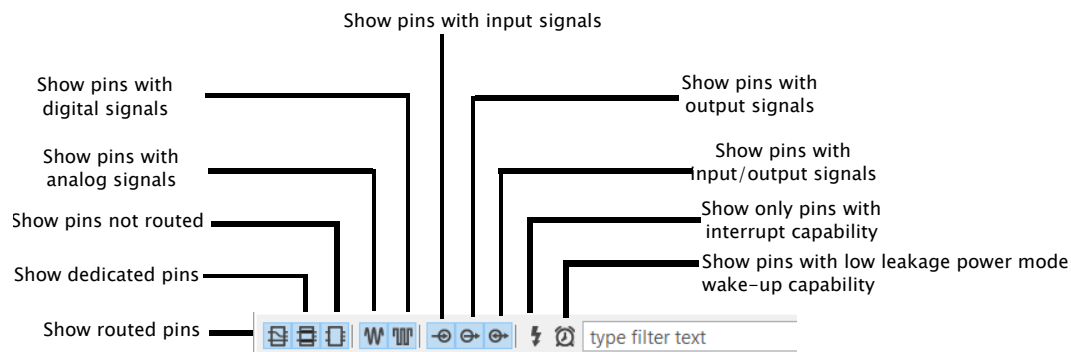 Show pins with input signals
Show pins with
digital signals
Show pins with
output signals
Show pins with
analog signals
Show pins with
input/output signals
Show pins not routed
Show only pins with
interrupt capability
Show dedicated pins
Show pins with low leakage power mode
wake-up capability
Show routed pins
type filter text